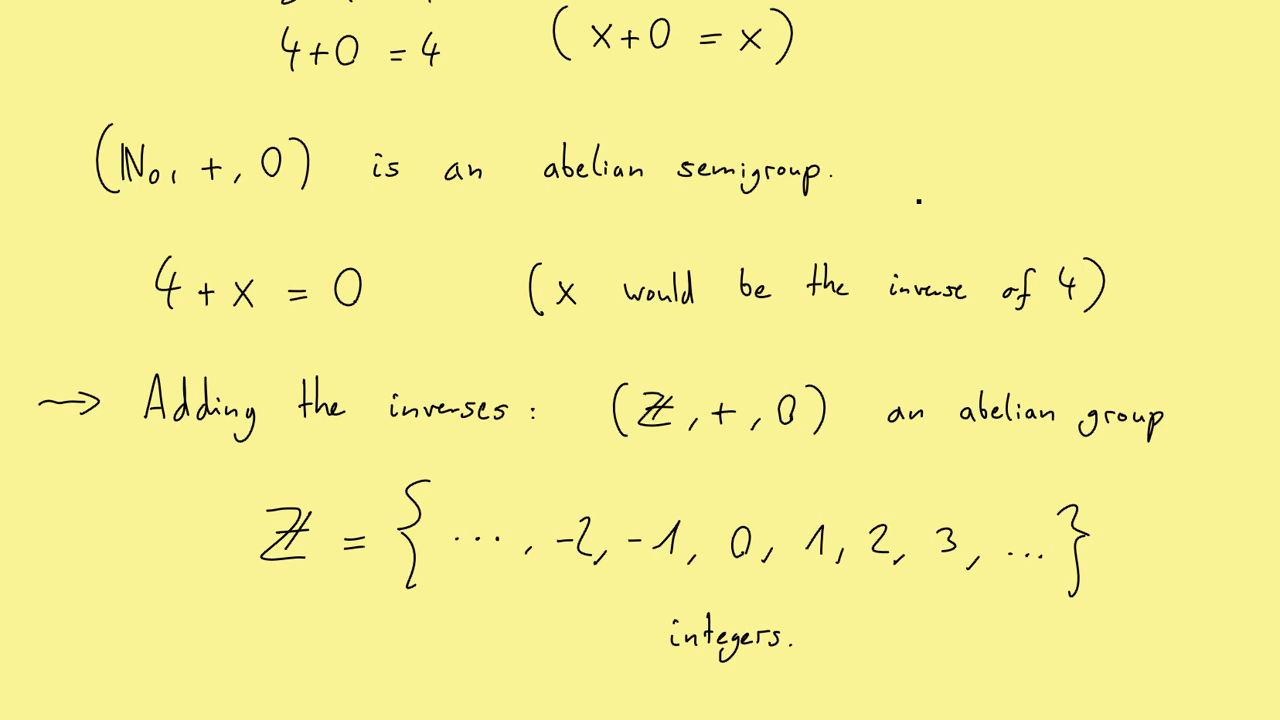 4+0 = 4 (x+0 = x)
(ℕ₀, +, 0) is an abelian semigroup.
4 + x = 0 (x would be the inverse of 4)
→ Adding the inverses: (ℤ, +, 0) an abelian group
ℤ = {..., -2, -1, 0, 1, 2, 3, ...}
integers.